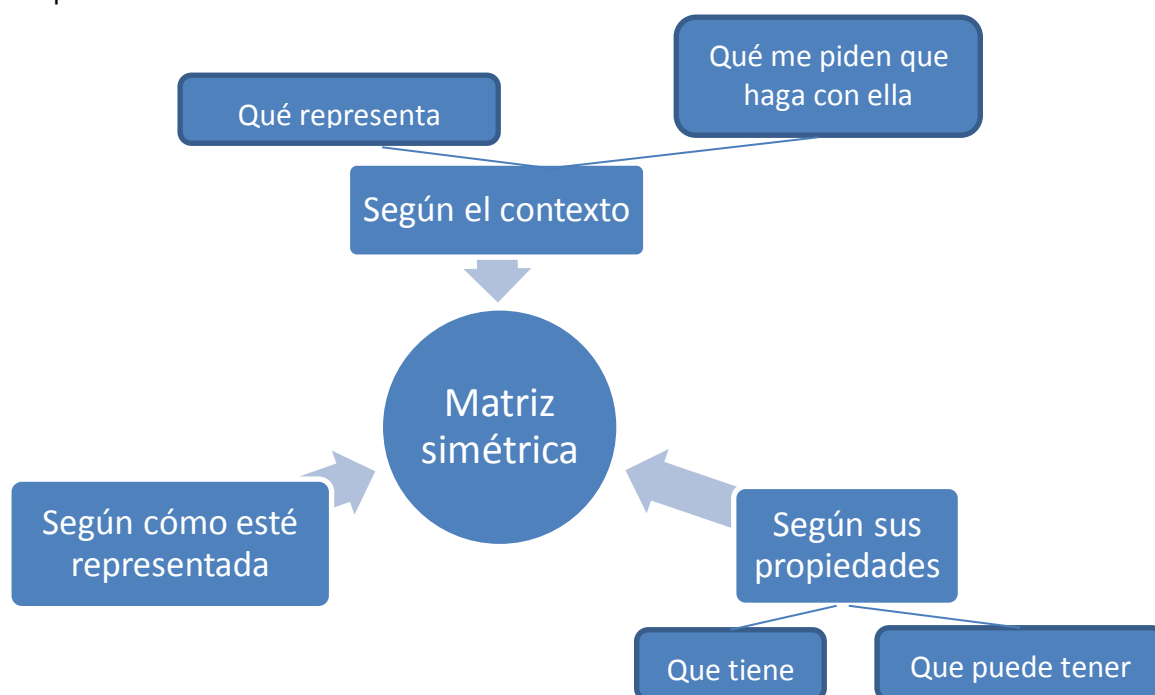 Qué me piden que
haga con ella
Qué representa
Según el contexto
Matriz
simétrica
Según cómo esté
representada
Según sus
propiedades
Que tiene
Que puede tener